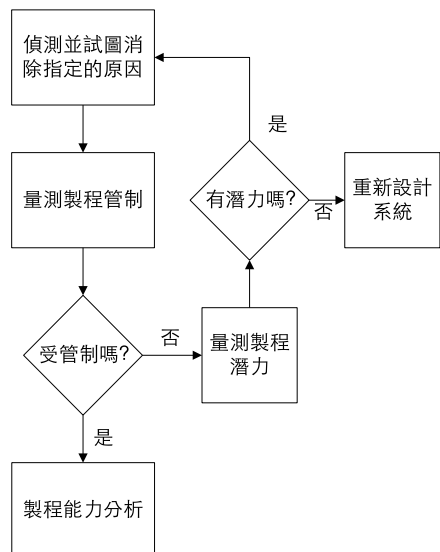 偵測並試圖消
除指定的原因
是
量測製程管制
有潛力嗎?
否
重新設計
系統
受管制嗎?
否
量測製程
潛力
是
製程能力分析